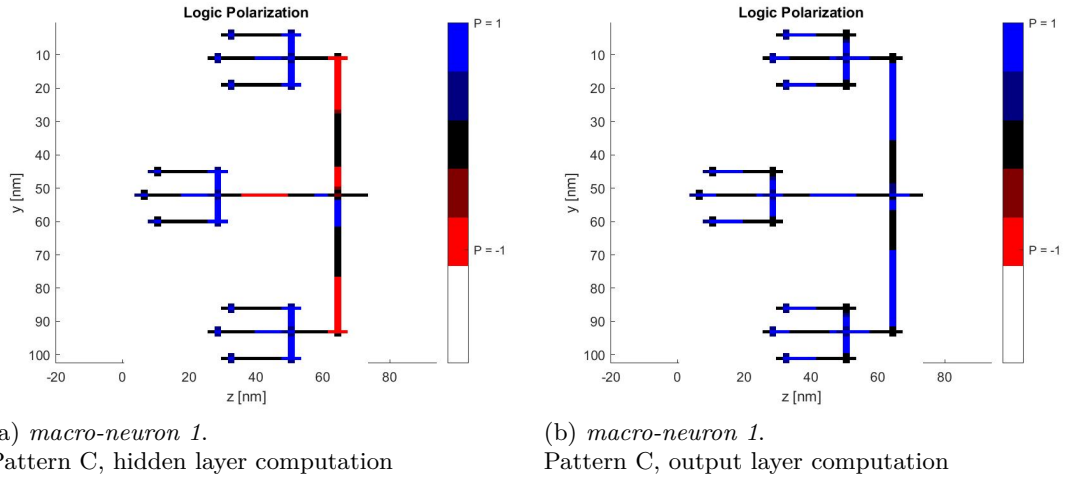 Logic Polarization
P = 1
10
20
30
40
50
60
70
80
90
100
y [nm]
P = -1
-20 0 20 40 60 80
z [nm]
a) macro-neuron 1.
Pattern C, hidden layer computation
Logic Polarization
P = 1
10
20
30
40
50
60
70
80
90
100
y [nm]
P = -1
-20 0 20 40 60 80
z [nm]
(b) macro-neuron 1.
Pattern C, output layer computation